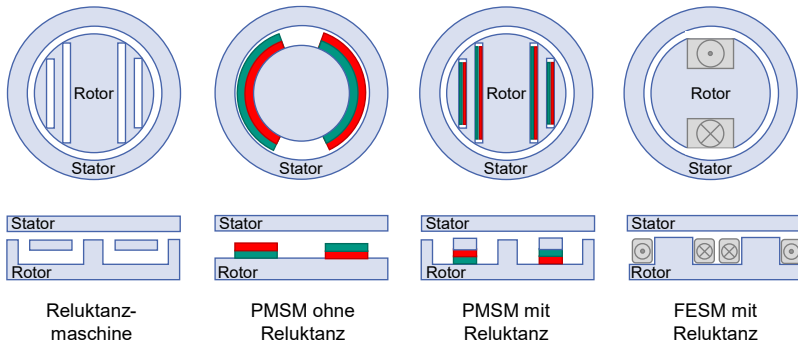 Rotor
Stator
Stator
Rotor
Rotor
Stator
Stator
Stator
Rotor
Stator
Stator
Stator
Rotor
Rotor
Rotor
Rotor
Reluktanz-
maschine
PMSM ohne
Reluktanz
PMSM mit
Reluktanz
FESM mit
Reluktanz